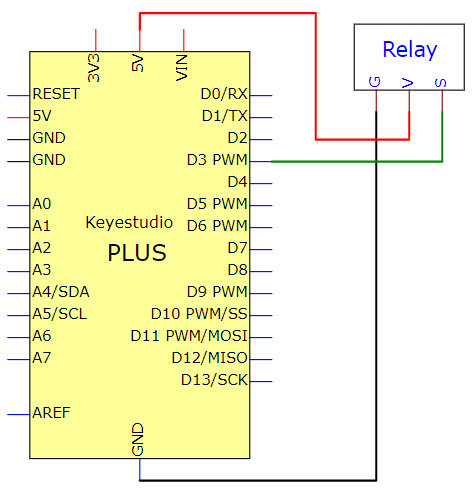 3V3 5V VIN
Relay
G V S
RESET D0/RX
5V D1/TX
GND D2
GND D3 PWM
D4
A0 D5 PWM
A1 Keyestudio D6 PWM
A2 PLUS D7
A3 D8
A4/SDA D9 PWM
A5/SCL D10 PWM/SS
A6 D11 PWM/MOSI
A7 D12/MISO
D13/SCK
AREF
GND